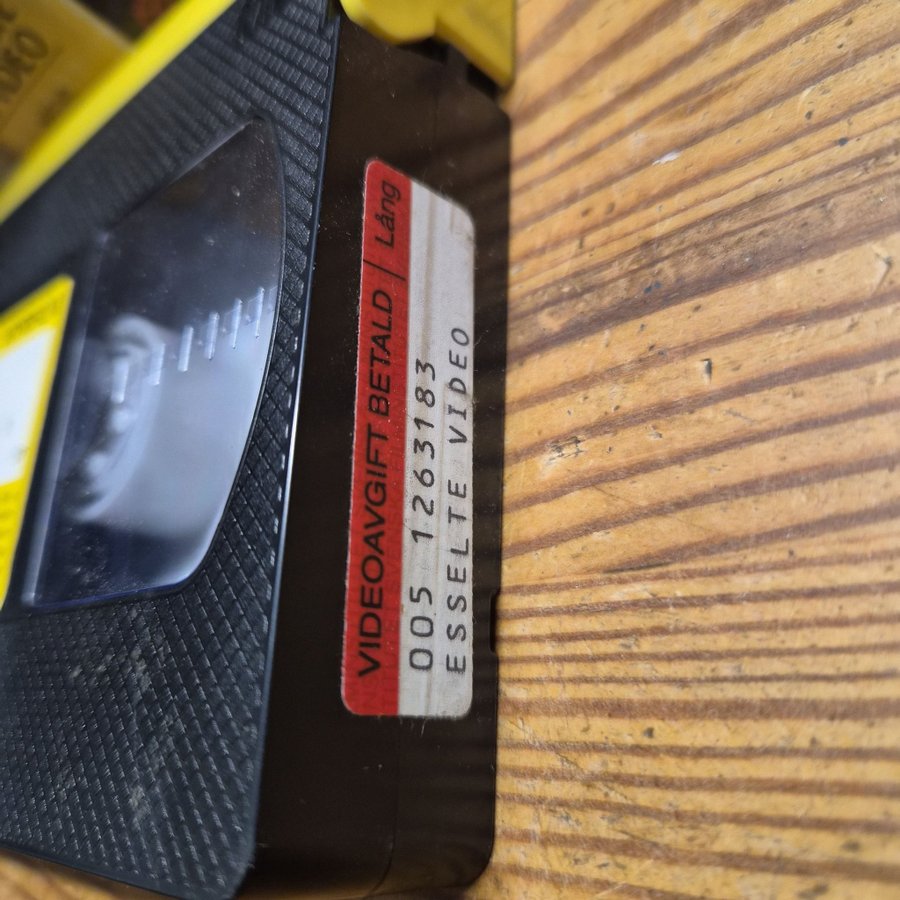 VIDEOAVGIFT BETALD | Lång
005 1263183
ESSELTE VIDEO